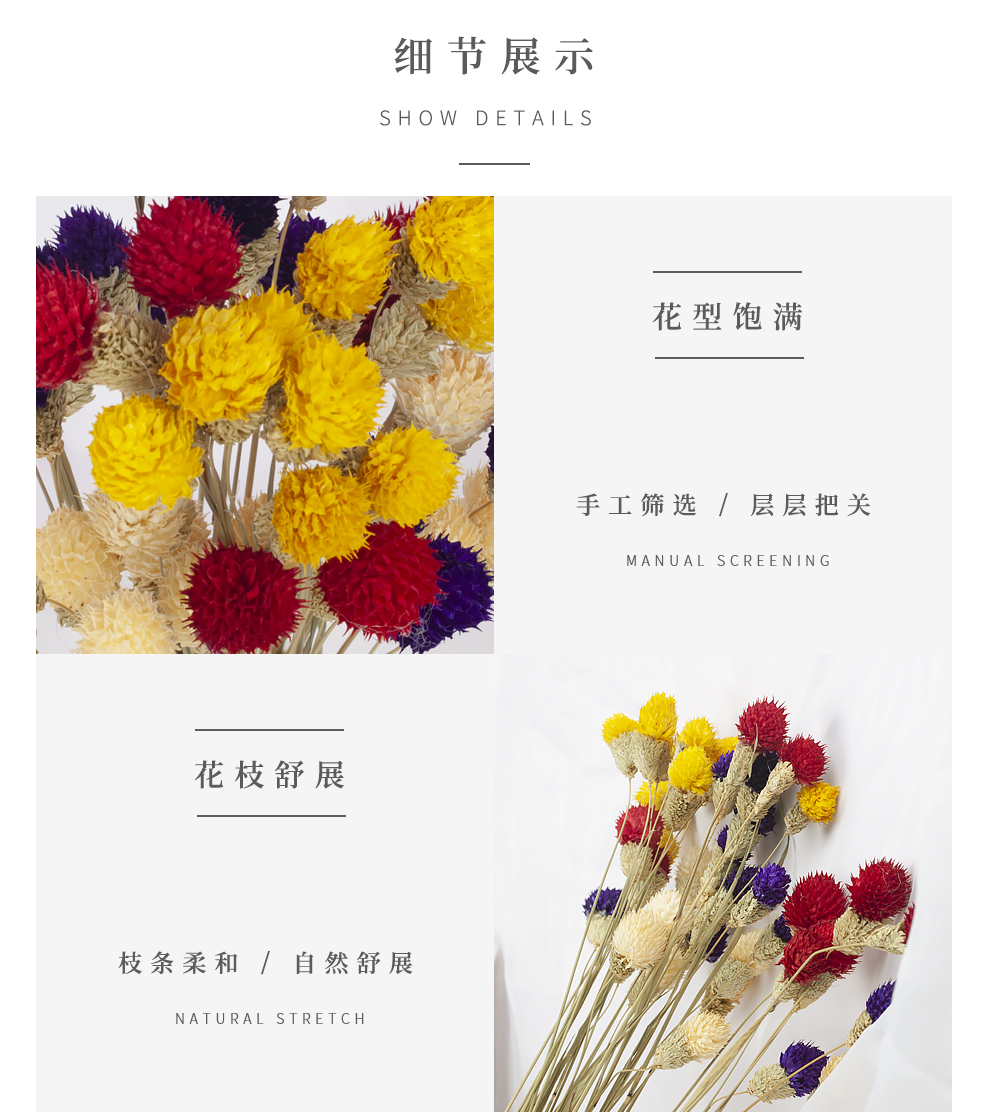 细节展示
SHOW DETAILS
花型饱满
手工筛选 / 层层把关
MANUAL SCREENING
花枝舒展
枝条柔和 / 自然舒展
NATURAL STRETCH